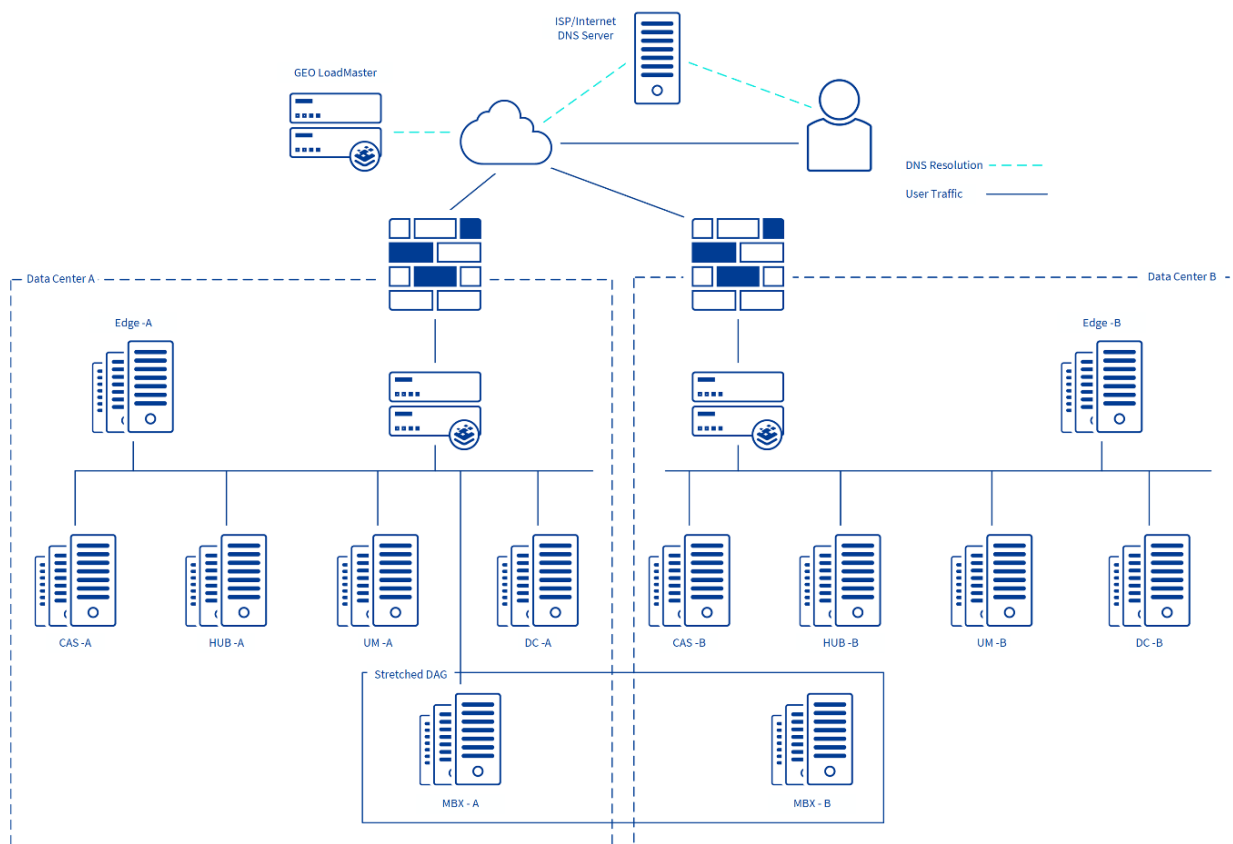 ISP/Internet
DNS Server
GEO LoadMaster
DNS Resolution
User Traffic
Data Center A
Data Center B
Edge -A
Edge -B
CAS -A
HUB -A
UM -A
DC -A
CAS -B
HUB -B
UM -B
DC -B
Stretched DAG
MBX - A
MBX - B